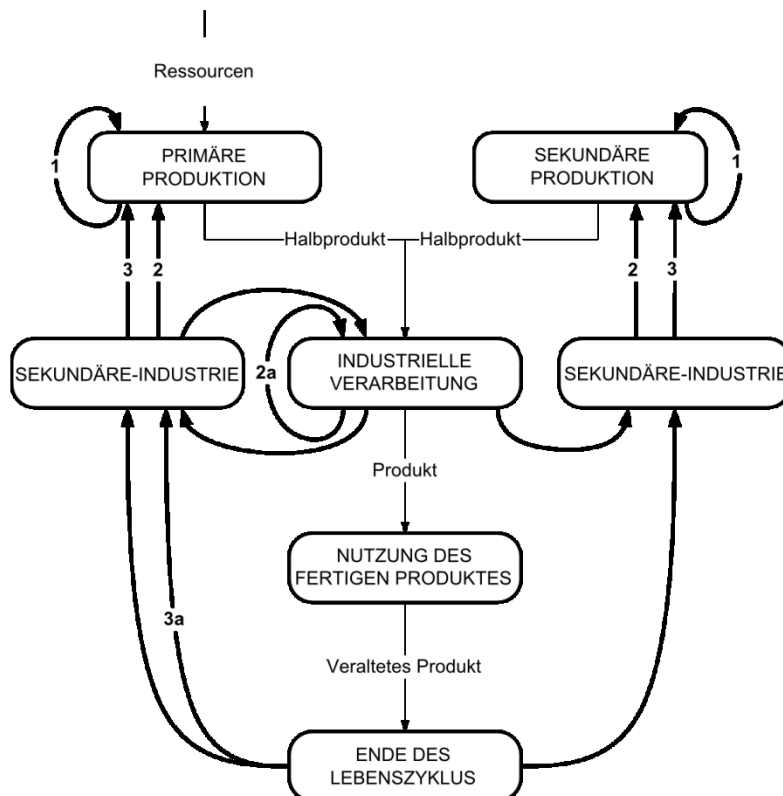 Ressourcen
PRIMÄRE
PRODUKTION
SEKUNDÄRE
PRODUKTION
1
1
Halbprodukt
Halbprodukt
3
2
2
3
SEKUNDÄRE-INDUSTRIE
2a
INDUSTRIELLE
VERARBEITUNG
SEKUNDÄRE-INDUSTRIE
Produkt
NUTZUNG DES
FERTIGEN PRODUKTES
3a
Veraltetes Produkt
ENDE DES
LEBENSZYKLUS